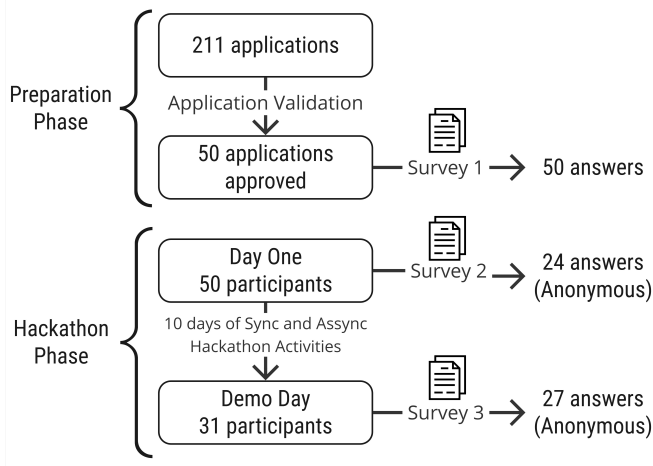 211 applications
Preparation
Phase
Application Validation
50 applications
approved
Survey 1
50 answers
Day One
50 participants
Survey 2
24 answers
(Anonymous)
10 days of Sync and Assync
Hackathon Activities
Hackathon
Phase
Demo Day
31 participants
Survey 3
27 answers
(Anonymous)